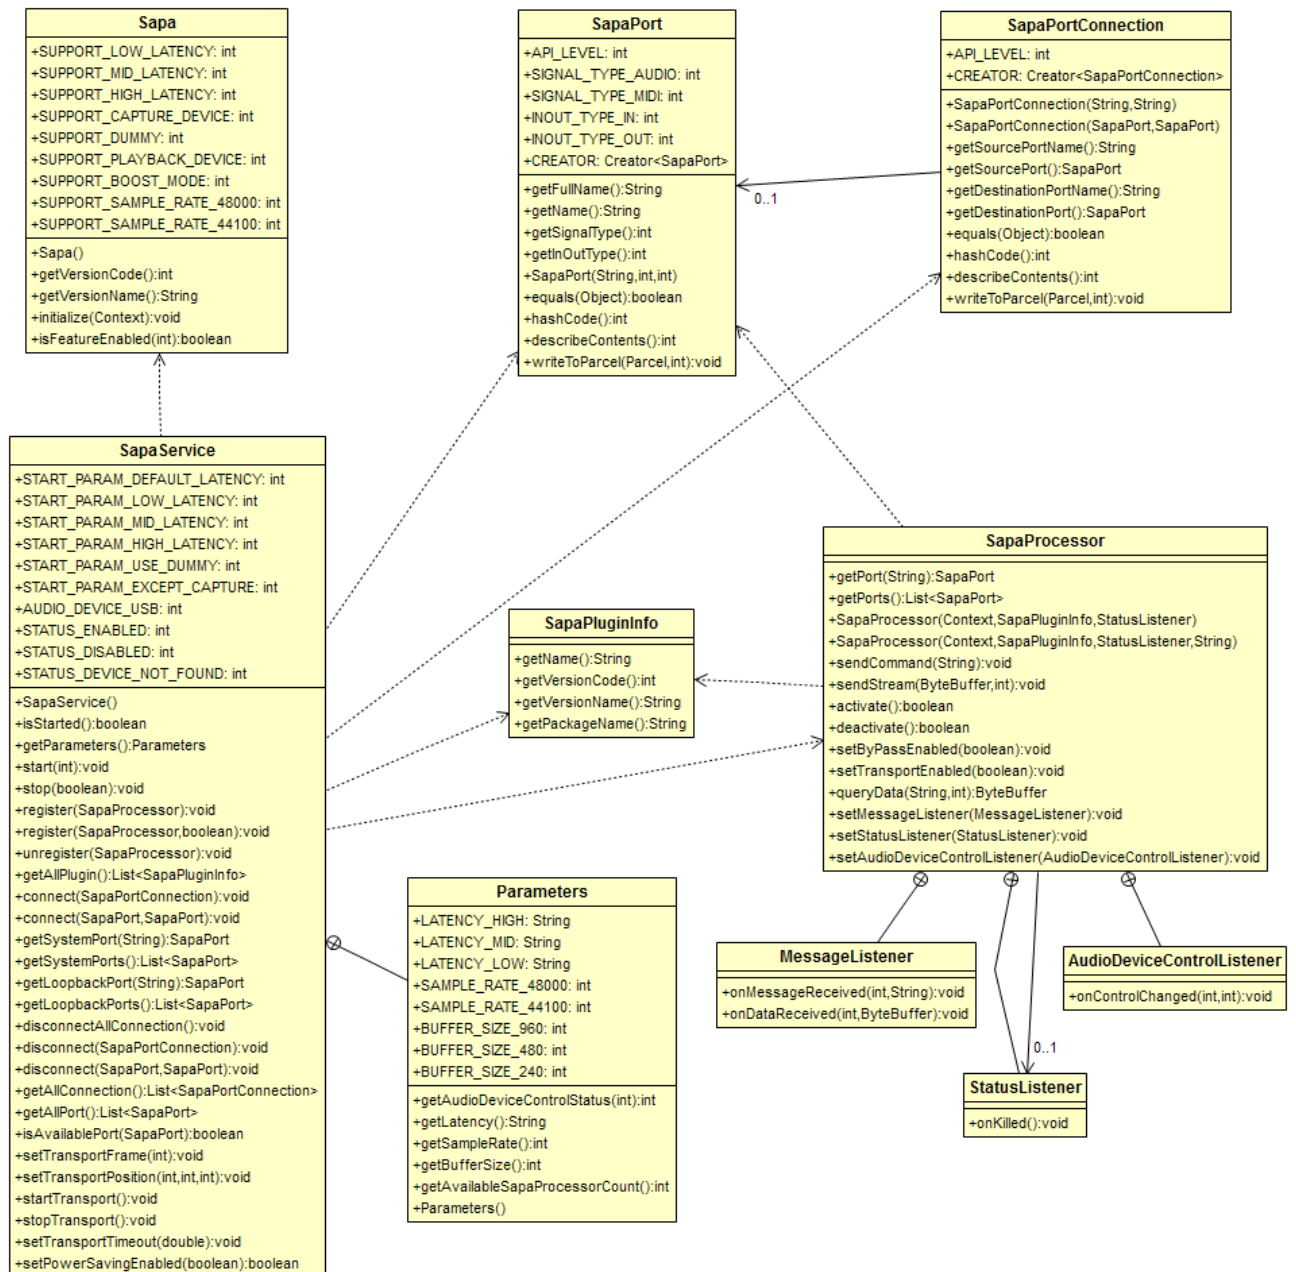 Sapa
+SUPPORT_LOW_LATENCY: int
+SUPPORT_MID_LATENCY: int
+SUPPORT_HIGH_LATENCY: int
+SUPPORT_CAPTURE_DEVICE: int
+SUPPORT_DUMMY: int
+SUPPORT_PLAYBACK_DEVICE: int
+SUPPORT_BOOST_MODE: int
+SUPPORT_SAMPLE_RATE_48000: int
+SUPPORT_SAMPLE_RATE_44100: int
+Sapa()
+getVersionCode():int
+getVersionName():String
+initialize(Context):void
+isFeatureEnabled(int):boolean
SapaPort
+API_LEVEL: int
+SIGNAL_TYPE_AUDIO: int
+SIGNAL_TYPE_MIDI: int
+INOUT_TYPE_IN: int
+INOUT_TYPE_OUT: int
+CREATOR: Creator<SapaPort>
+getFullName():String
+getName():String
+getSignalType():int
+getInOutType():int
+SapaPort(String,int,int)
+equals(Object):boolean
+hashCode():int
+describeContents():int
+writeToParcel(Parcel,int):void
0..1
SapaPortConnection
+API_LEVEL: int
+CREATOR: Creator<SapaPortConnection>
+SapaPortConnection(String,String)
+SapaPortConnection(SapaPort,SapaPort)
+getSourcePortName():String
+getSourcePort():SapaPort
+getDestinationPortName():String
+getDestinationPort():SapaPort
+equals(Object):boolean
+hashCode():int
+describeContents():int
+writeToParcel(Parcel,int):void
SapaService
+START_PARAM_DEFAULT_LATENCY: int
+START_PARAM_LOW_LATENCY: int
+START_PARAM_MID_LATENCY: int
+START_PARAM_HIGH_LATENCY: int
+START_PARAM_USE_DUMMY: int
+START_PARAM_EXCEPT_CAPTURE: int
+AUDIO_DEVICE_USB: int
+STATUS_ENABLED: int
+STATUS_DISABLED: int
+STATUS_DEVICE_NOT_FOUND: int
+SapaService()
+isStarted():boolean
+getParameters():Parameters
+start(int):void
+stop(boolean):void
+register(SapaProcessor):void
+register(SapaProcessor,boolean):void
+unregister(SapaProcessor):void
+getAllPlugin():List<SapaPluginInfo>
+connect(SapaPortConnection):void
+connect(SapaPort,SapaPort):void
+getSystemPort(String):SapaPort
+getSystemPorts():List<SapaPort>
+getLoopbackPort(String):SapaPort
+getLoopbackPorts():List<SapaPort>
+disconnectAllConnection():void
+disconnect(SapaPortConnection):void
+disconnect(SapaPort,SapaPort):void
+getAllConnection():List<SapaPortConnection>
+getAllPort():List<SapaPort>
+isAvailablePort(SapaPort):boolean
+setTransportFrame(int):void
+setTransportPosition(int,int,int):void
+startTransport():void
+stopTransport():void
+setTransportTimeout(double):void
+setPowerSavingEnabled(boolean):boolean
SapaPluginInfo
+getName():String
+getVersionCode():int
+getVersionName():String
+getPackageName():String
SapaProcessor
+getPort(String):SapaPort
+getPorts():List<SapaPort>
+SapaProcessor(Context,SapaPluginInfo,StatusListener)
+SapaProcessor(Context,SapaPluginInfo,StatusListener,String)
+sendCommand(String):void
+sendStream(ByteBuffer,int):void
+activate():boolean
+deactivate():boolean
+setByPassEnabled(boolean):void
+setTransportEnabled(boolean):void
+queryData(String,int):ByteBuffer
+setMessageListener(MessageListener):void
+setStatusListener(StatusListener):void
+setAudioDeviceControlListener(AudioDeviceControlListener):void
Parameters
+LATENCY_HIGH: String
+LATENCY_MID: String
+LATENCY_LOW: String
+SAMPLE_RATE_48000: int
+SAMPLE_RATE_44100: int
+BUFFER_SIZE_960: int
+BUFFER_SIZE_480: int
+BUFFER_SIZE_240: int
+getAudioDeviceControlStatus(int):int
+getLatency():String
+getSampleRate():int
+getBufferSize():int
+getAvailableSapaProcessorCount():int
+Parameters()
MessageListener
+onMessageReceived(int,String):void
+onDataReceived(int,ByteBuffer):void
AudioDeviceControlListener
+onControlChanged(int,int):void
0..1
StatusListener
+onKilled():void